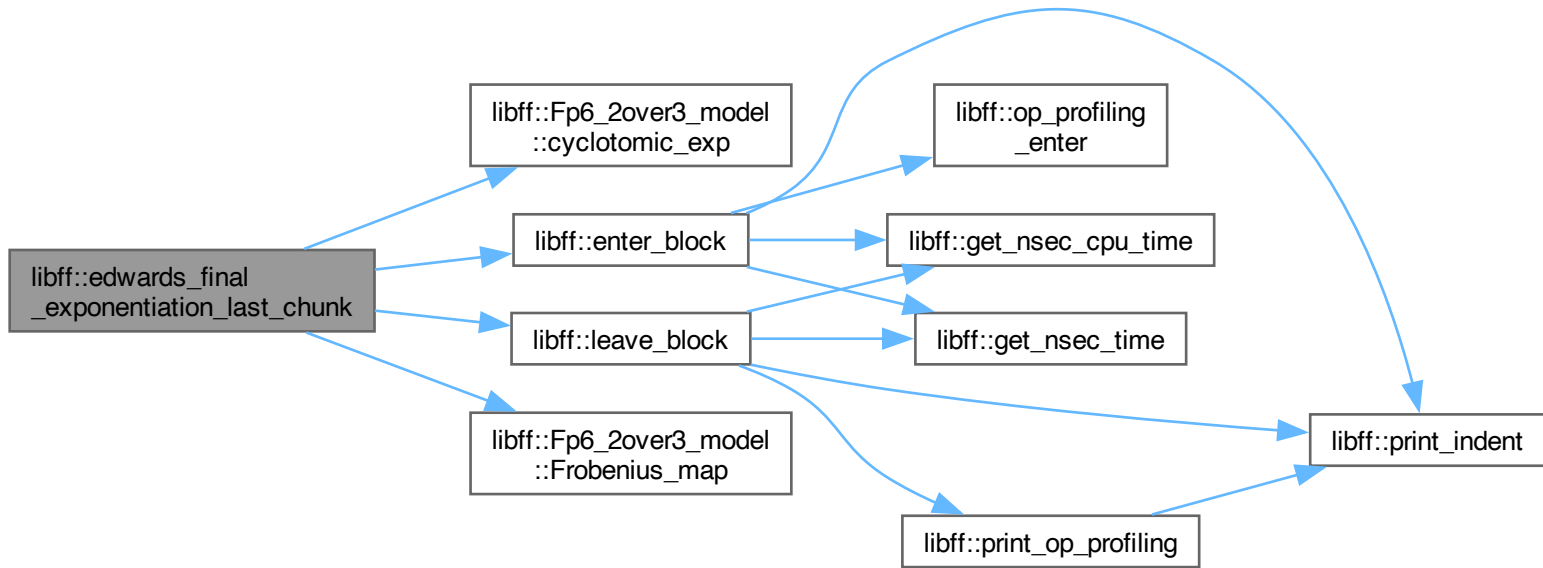 libff::edwards_final
_exponentiation_last_chunk
libff::Fp6_2over3_model
::cyclotomic_exp
libff::enter_block
libff::leave_block
libff::Fp6_2over3_model
::Frobenius_map
libff::op_profiling
_enter
libff::get_nsec_cpu_time
libff::get_nsec_time
libff::print_op_profiling
libff::print_indent